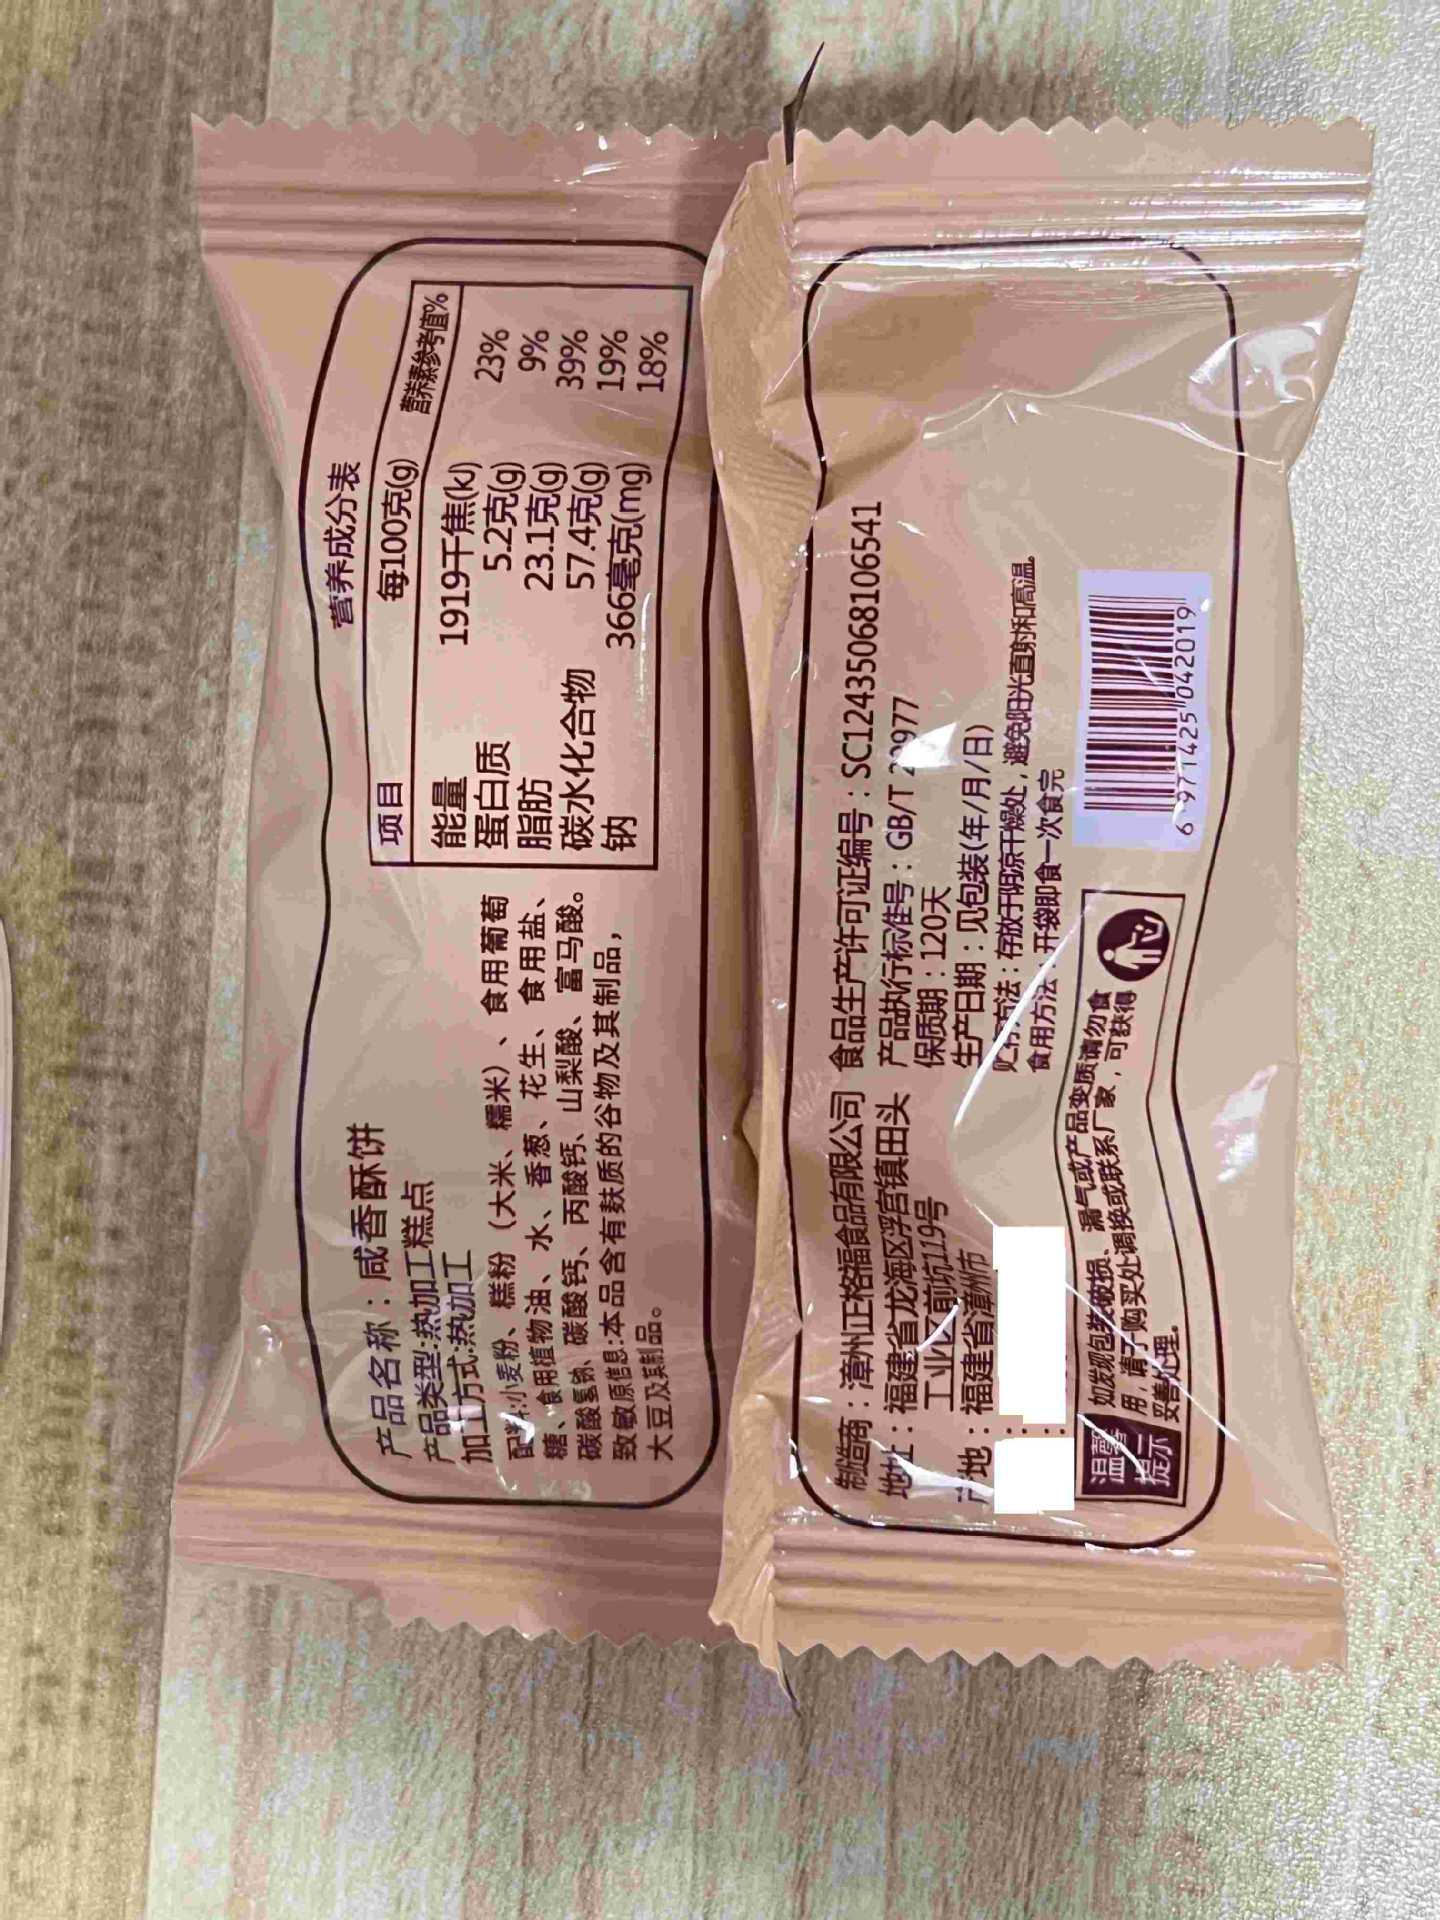 产品名称：咸香酥饼
产品类型:热加工糕点
加工方式:热加工
配料:小麦粉、糕粉（大米、糯米）、食用葡萄
糖、食用植物油、水、香葱、花生、食用盐、
碳酸氢钠、碳酸钙、丙酸钙、山梨酸、富马酸。
致敏原信息:本品含有麸质的谷物及其制品，
大豆及其制品。
营养成分表
项目 每100克(g) 营养素参考值%
能量 1919千焦(kJ) 23%
蛋白质 5.2克(g) 9%
脂肪 23.1克(g) 39%
碳水化合物 57.4克(g) 19%
钠 366毫克(mg) 18%
制造商：漳州正格福食品有限公司
地址：福建省龙海区浮宫镇田头
工业区前坑119号
产地：福建省漳州市
食品生产许可证编号：SC12435068106541
产品执行标准号：GB/T 20977
保质期：120天
生产日期：见包装(年/月/日)
贮存方法：存放于阴凉干燥处，避免阳光直射和高温。
食用方法：开袋即食一次食完
温馨
提示
如发现包装破损、漏气或产品变质请勿食
用，请于购买处调换或联系厂家，可获得
妥善处理。
6 971425 042019